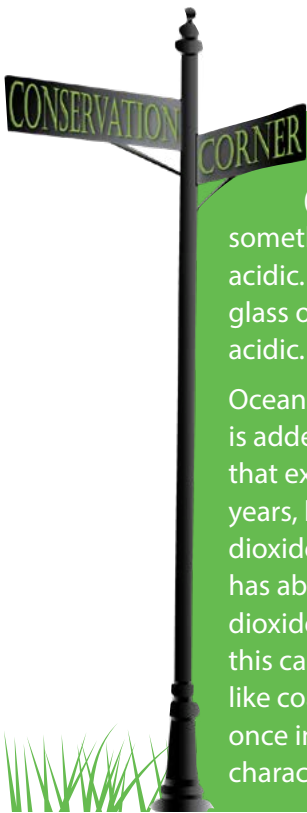 CONSERVATION
CORNER
somet
acidic.
glass o
acidic.
Ocean
is adde
that ex
years,
dioxide
has ab
dioxide
this ca
like co
once in
charac